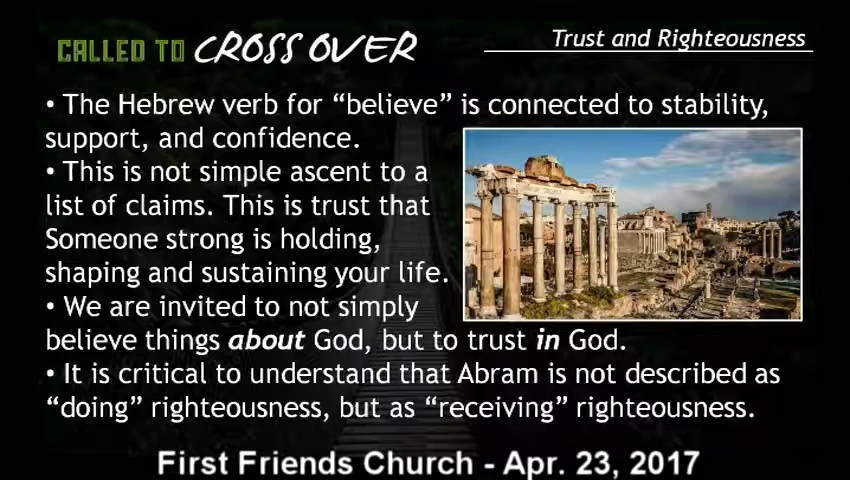 CALLED TO CROSS OVER
Trust and Righteousness
• The Hebrew verb for “believe” is connected to stability,
support, and confidence.
• This is not simple ascent to a
list of claims. This is trust that
Someone strong is holding,
shaping and sustaining your life.
• We are invited to not simply
believe things about God, but to trust in God.
• It is critical to understand that Abram is not described as
“doing” righteousness, but as “receiving” righteousness.
First Friends Church - Apr. 23, 2017